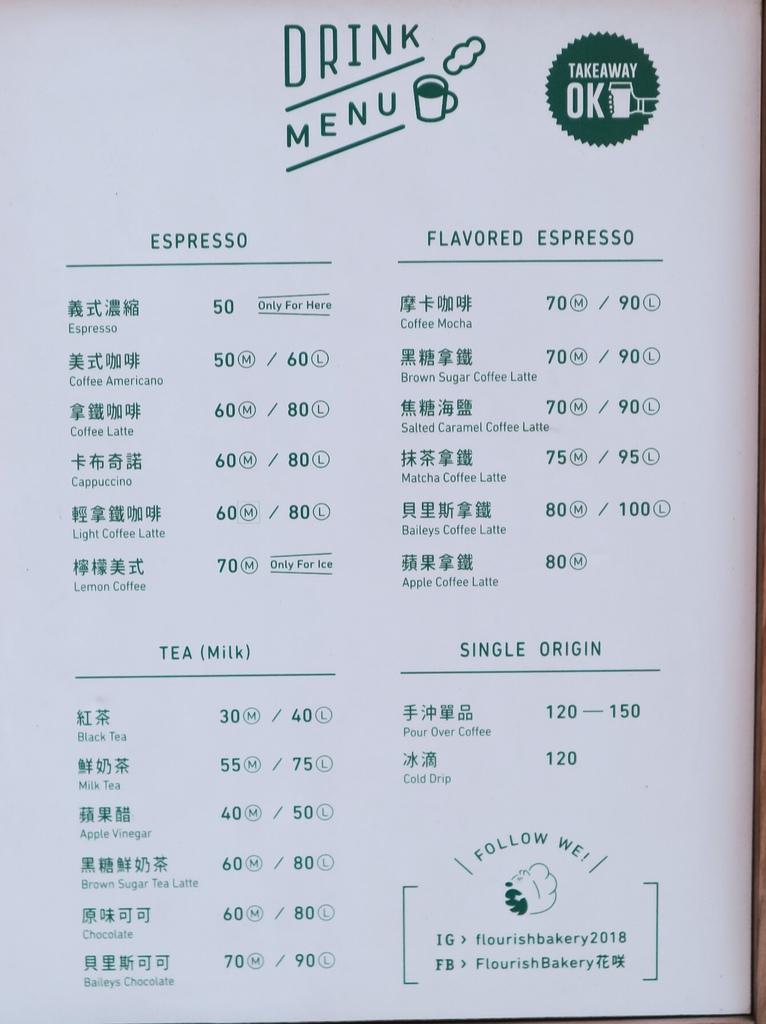 DRINK
MENU
TAKEAWAY
OK
ESPRESSO
義式濃縮 50 Only For Here
Espresso
美式咖啡 50Ⓜ / 60Ⓛ
Coffee Americano
拿鐵咖啡 60Ⓜ / 80Ⓛ
Coffee Latte
卡布奇諾 60Ⓜ / 80Ⓛ
Cappuccino
輕拿鐵咖啡 60Ⓜ / 80Ⓛ
Light Coffee Latte
檸檬美式 70Ⓜ Only For Ice
Lemon Coffee
FLAVORED ESPRESSO
摩卡咖啡 70Ⓜ / 90Ⓛ
Coffee Mocha
黑糖拿鐵 70Ⓜ / 90Ⓛ
Brown Sugar Coffee Latte
焦糖海鹽 70Ⓜ / 90Ⓛ
Salted Caramel Coffee Latte
抹茶拿鐵 75Ⓜ / 95Ⓛ
Matcha Coffee Latte
貝里斯拿鐵 80Ⓜ / 100Ⓛ
Baileys Coffee Latte
蘋果拿鐵 80Ⓜ
Apple Coffee Latte
TEA (Milk)
紅茶 30Ⓜ / 40Ⓛ
Black Tea
鮮奶茶 55Ⓜ / 75Ⓛ
Milk Tea
蘋果醋 40Ⓜ / 50Ⓛ
Apple Vinegar
黑糖鮮奶茶 60Ⓜ / 80Ⓛ
Brown Sugar Tea Latte
原味可可 60Ⓜ / 80Ⓛ
Chocolate
貝里斯可可 70Ⓜ / 90Ⓛ
Baileys Chocolate
SINGLE ORIGIN
手沖單品 120 — 150
Pour Over Coffee
冰滴 120
Cold Drip
FOLLOW WE!
IG > flourishbakery2018
FB > FlourishBakery花咲